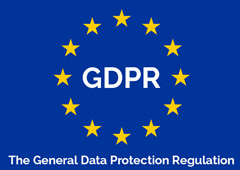 GDPR
The General Data Protection Regulation